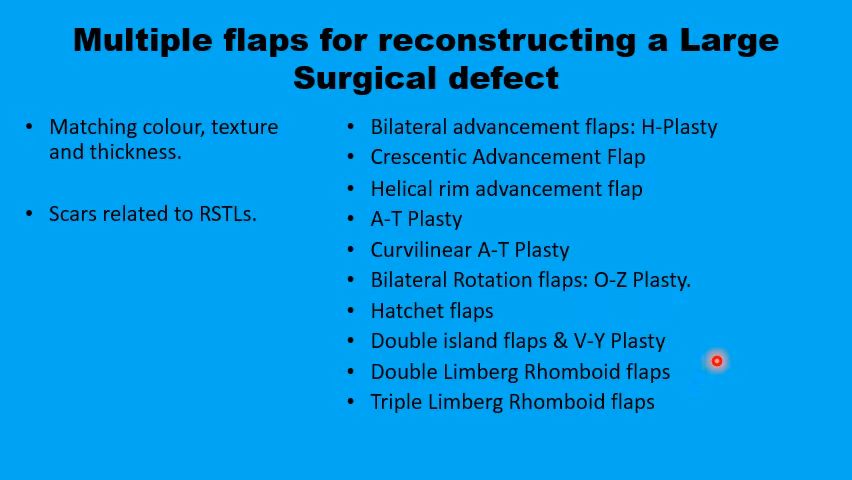 Multiple flaps for reconstructing a Large
Surgical defect
• Matching colour, texture
and thickness.
• Scars related to RSTLs.
• Bilateral advancement flaps: H-Plasty
• Crescentic Advancement Flap
• Helical rim advancement flap
• A-T Plasty
• Curvilinear A-T Plasty
• Bilateral Rotation flaps: O-Z Plasty.
• Hatchet flaps
• Double island flaps & V-Y Plasty
• Double Limberg Rhomboid flaps
• Triple Limberg Rhomboid flaps